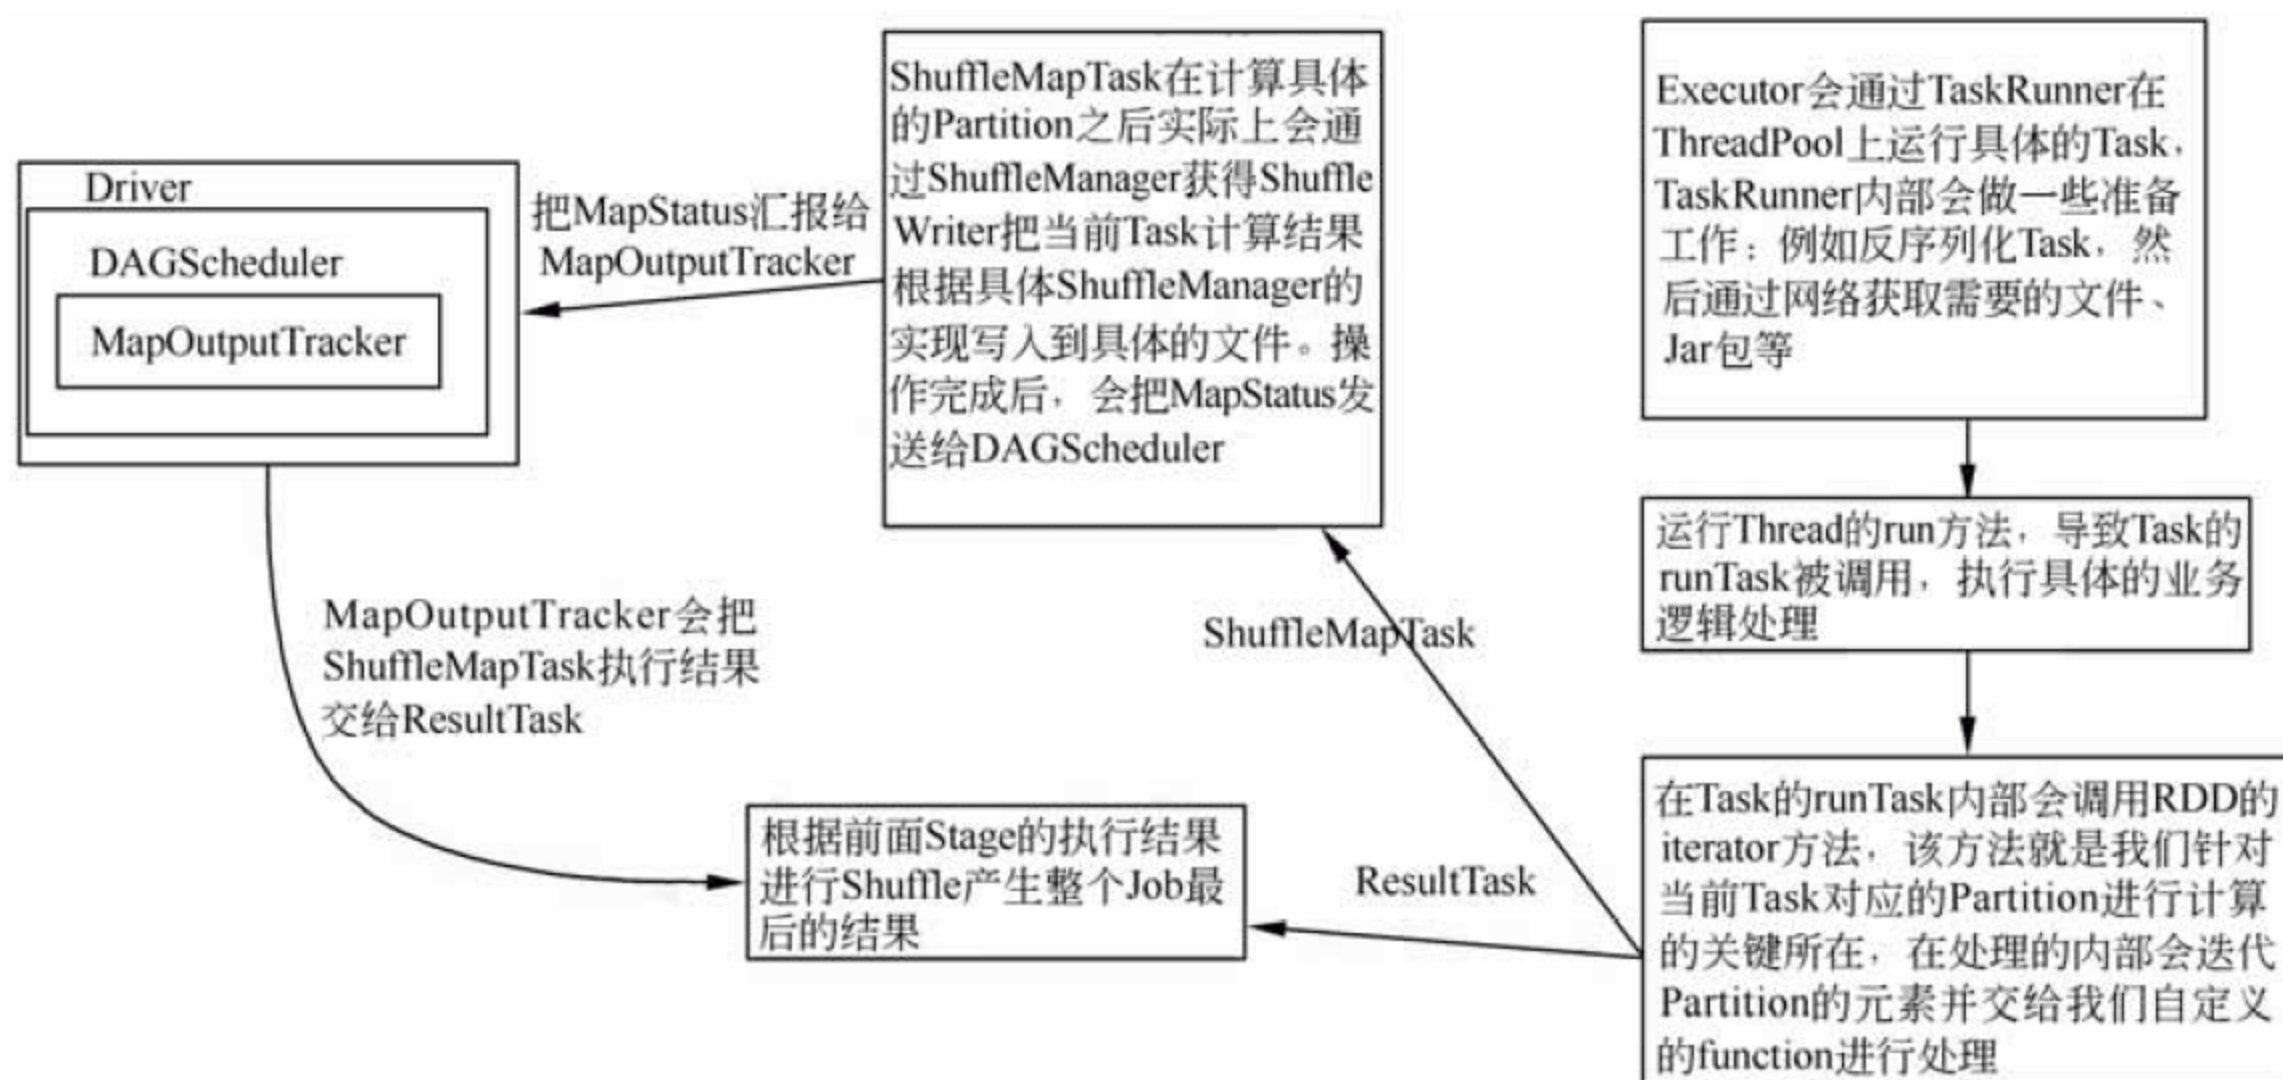 Driver
DAGScheduler
MapOutputTracker
把MapStatus汇报给
MapOutputTracker
ShuffleMapTask在计算具体
的Partition之后实际上会通
过ShuffleManager获得Shuffle
Writer把当前Task计算结果
根据具体ShuffleManager的
实现写入到具体的文件。操
作完成后，会把MapStatus发
送给DAGScheduler
Executor会通过TaskRunner在
ThreadPool上运行具体的Task，
TaskRunner内部会做一些准备
工作：例如反序列化Task，然
后通过网络获取需要的文件、
Jar包等
运行Thread的run方法，导致Task的
runTask被调用，执行具体的业务
逻辑处理
MapOutputTracker会把
ShuffleMapTask执行结果
交给ResultTask
ShuffleMapTask
ResultTask
根据前面Stage的执行结果
进行Shuffle产生整个Job最
后的结果
在Task的runTask内部会调用RDD的
iterator方法，该方法就是我们针对
当前Task对应的Partition进行计算
的关键所在，在处理的内部会迭代
Partition的元素并交给我们自定义
的function进行处理